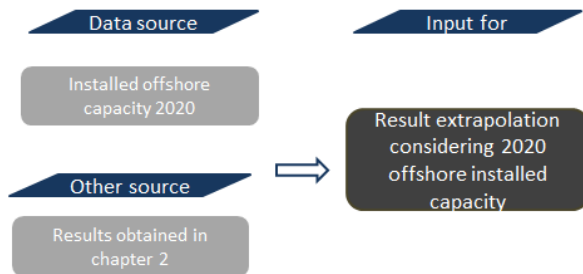 Data source
Input for
Installed offshore
capacity 2020
Result extrapolation
considering 2020
offshore installed
capacity
Other source
Results obtained in
chapter 2